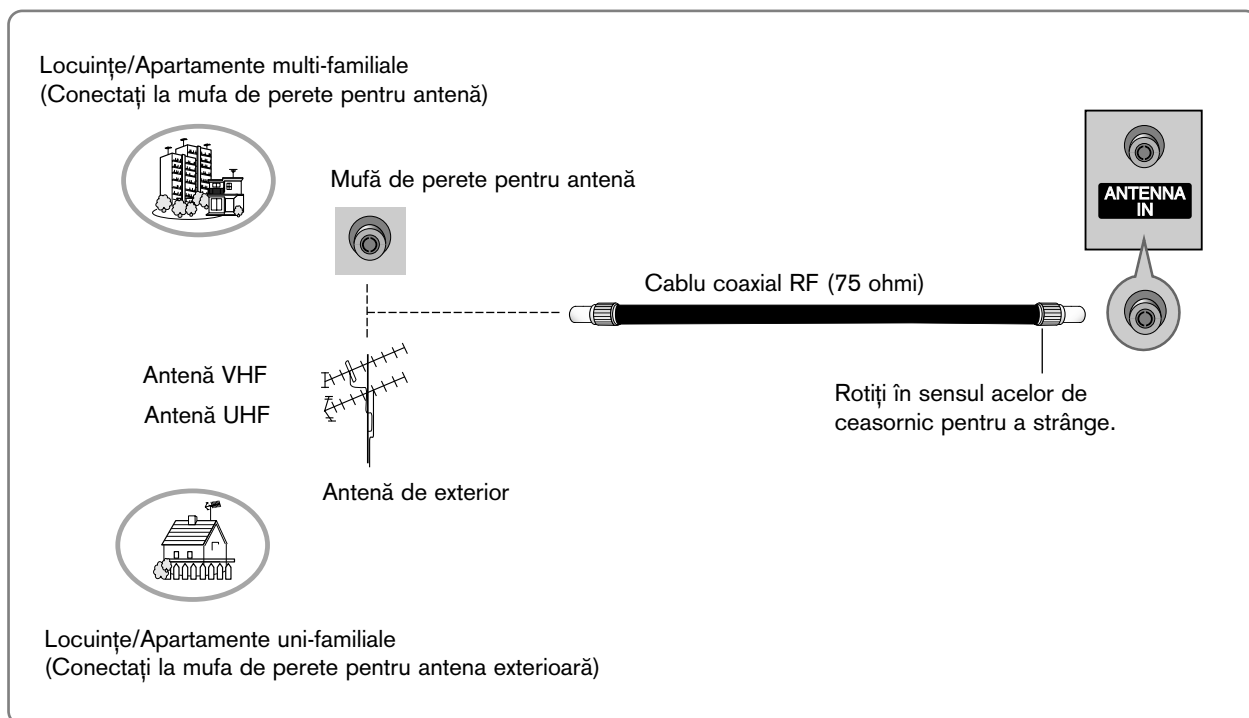 Locuințe/Apartamente multi-familiale
(Conectați la mufa de perete pentru antenă)
Mufă de perete pentru antenă
ANTENNA
IN
Cablu coaxial RF (75 ohmi)
Antenă VHF
Antenă UHF
Rotiți în sensul acelor de
ceasornic pentru a strânge.
Antenă de exterior
Locuințe/Apartamente uni-familiale
(Conectați la mufa de perete pentru antena exterioară)